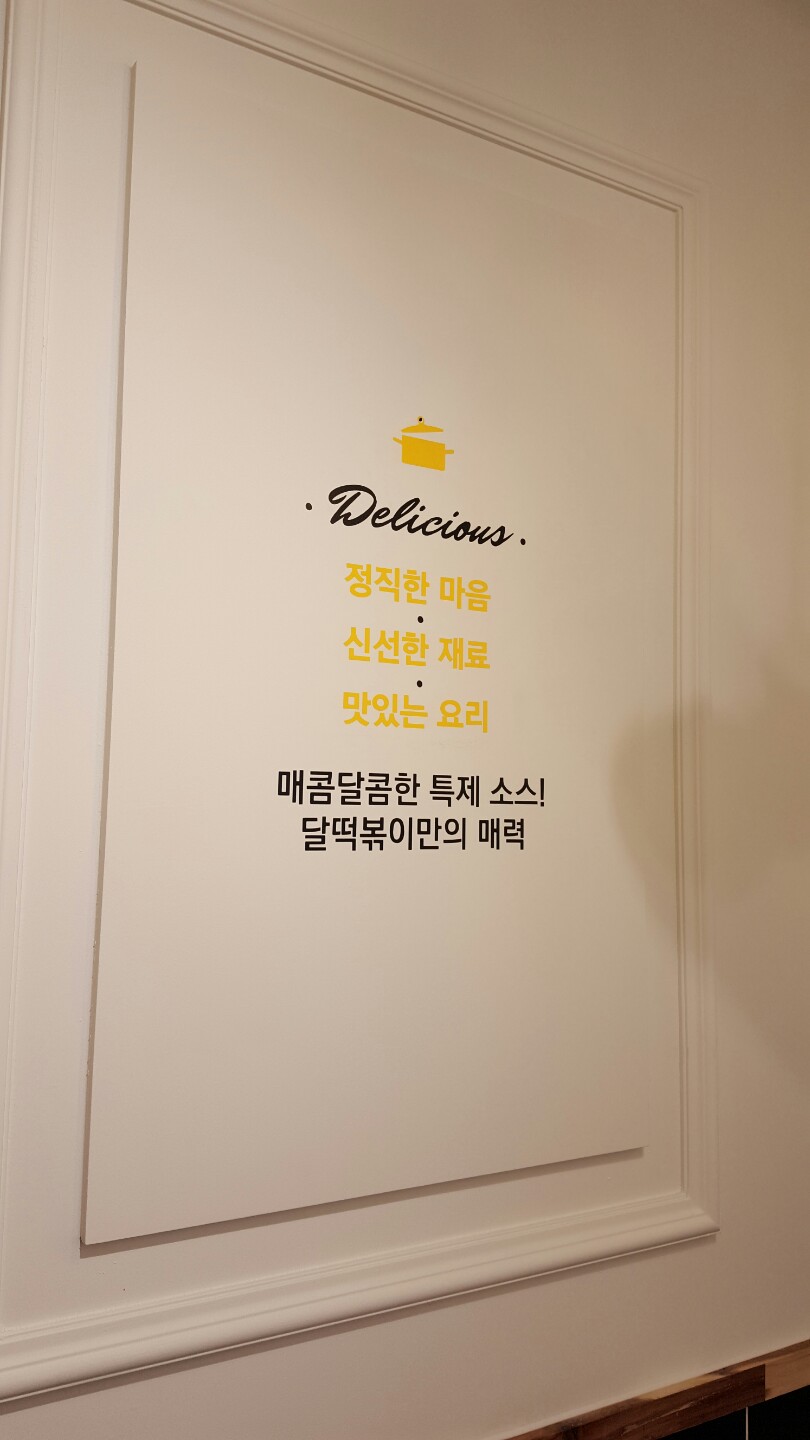 · Delicious ·
정직한 마음
·
신선한 재료
·
맛있는 요리
매콤달콤한 특제 소스!
달떡볶이만의 매력